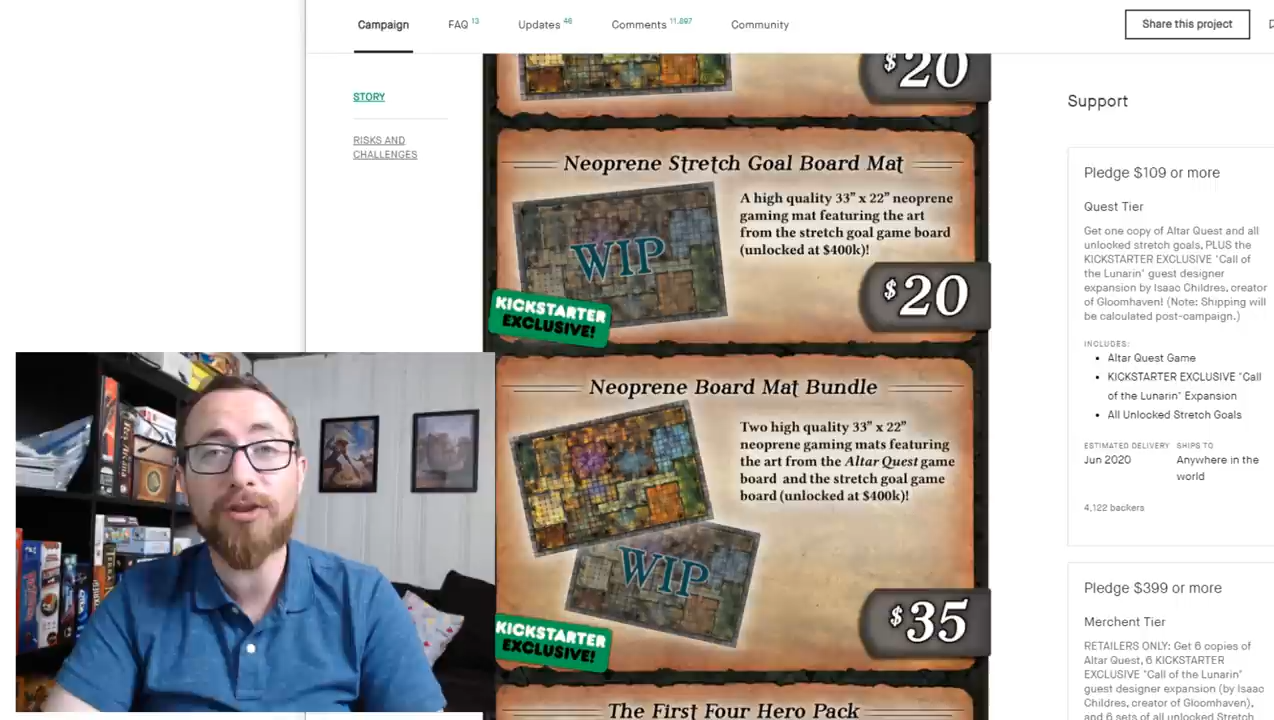 Campaign
FAQ 13
Updates 46
Comments 11,897
Community
Share this project
STORY
RISKS AND
CHALLENGES
$20
Neoprene Stretch Goal Board Mat
A high quality 33” x 22” neoprene
gaming mat featuring the art
from the stretch goal game board
(unlocked at $400k)!
WIP
$20
KICKSTARTER
EXCLUSIVE!
Neoprene Board Mat Bundle
Two high quality 33” x 22”
neoprene gaming mats featuring
the art from the Altar Quest game
board and the stretch goal game
board (unlocked at $400k)!
WIP
$35
KICKSTARTER
EXCLUSIVE!
The First Four Hero Pack
Support
Pledge $109 or more
Quest Tier
Get one copy of Altar Quest and all
unlocked stretch goals, PLUS the
KICKSTARTER EXCLUSIVE "Call of
the Lunarin" guest designer
expansion by Isaac Childres, creator
of Gloomhaven! (Note: Shipping will
be calculated post-campaign.)
INCLUDES:
• Altar Quest Game
• KICKSTARTER EXCLUSIVE "Call
of the Lunarin" Expansion
• All Unlocked Stretch Goals
ESTIMATED DELIVERY
Jun 2020
SHIPS TO
Anywhere in the
world
4,122 backers
Pledge $399 or more
Merchent Tier
RETAILERS ONLY: Get 6 copies of
Altar Quest, 6 KICKSTARTER
EXCLUSIVE "Call of the Lunarin"
guest designer expansion (by Isaac
Childres, creator of Gloomhaven),
and 6 sets of all unlocked Stretch